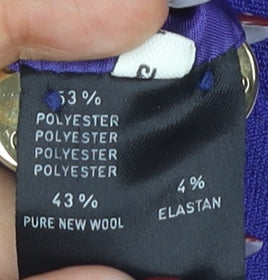 53 %
POLYESTER
POLYESTER
POLYESTER
POLYESTER
43 %
PURE NEW WOOL
4 %
ELASTAN